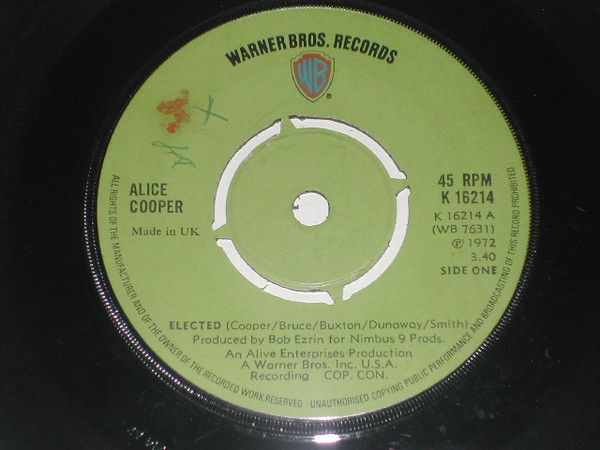 WARNER BROS. RECORDS
WB
®
ALICE
COOPER
Made in UK
45 RPM
K 16214
K 16214 A
(WB 7631)
℗ 1972
3.40
SIDE ONE
ELECTED (Cooper/Bruce/Buxton/Dunaway/Smith)
Produced by Bob Ezrin for Nimbus 9 Prods.
An Alive Enterprises Production
A Warner Bros. Inc. U.S.A.
Recording COP. CON.
ALL RIGHTS OF THE MANUFACTURER AND OF THE OWNER OF THE RECORDED WORK RESERVED UNAUTHORISED COPYING PUBLIC PERFORMANCE AND BROADCASTING OF THIS RECORD PROHIBITED